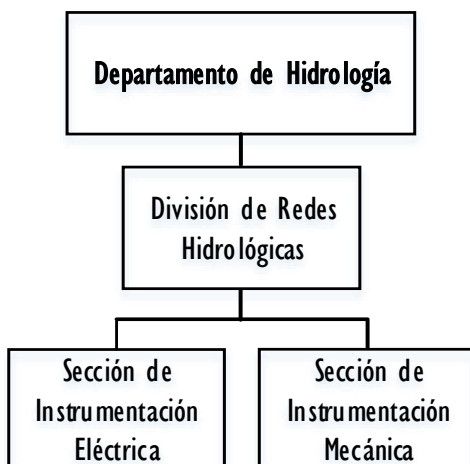 Departamento de Hidrología
División de Redes
Hidrológicas
Sección de
Instrumentación
Eléctrica
Sección de
Instrumentación
Mecánica